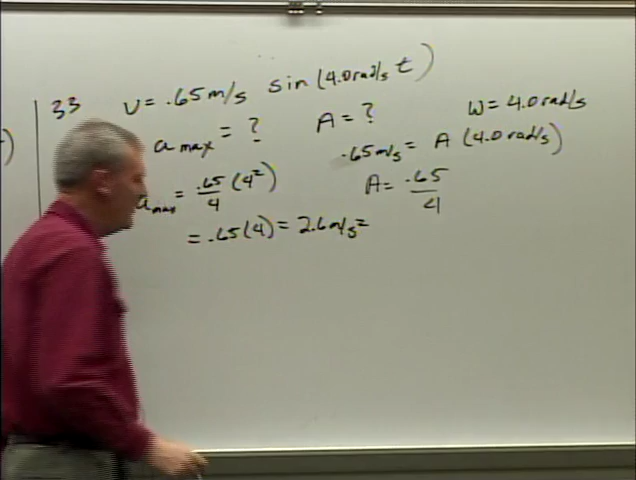 33 v = .65 m/s sin (4.0 rad/s t)
a max = ? A = ? W = 4.0 rad/s
.65 m/s = A (4.0 rad/s)
a max = .65/4 (4²) A = .65/4
= .65 (4) = 2.6 m/s²